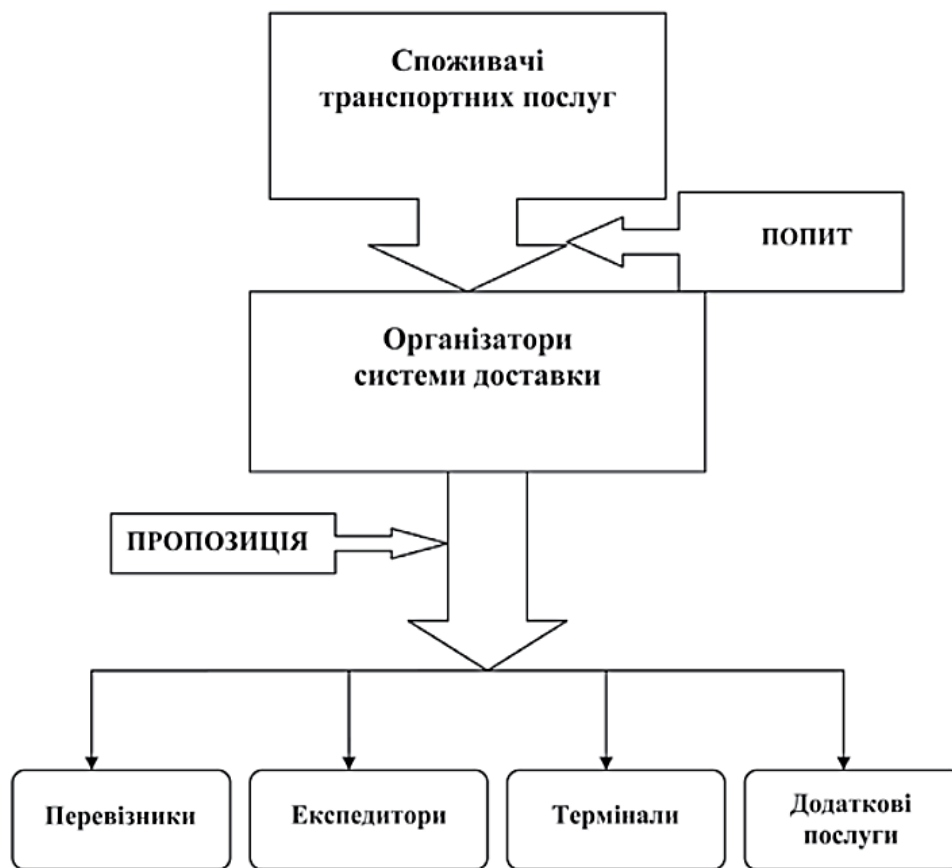 Споживачі
транспортних послуг
ПОПИТ
Організатори
системи доставки
ПРОПОЗИЦІЯ
Перевізники
Експедитори
Термінали
Додаткові
послуги